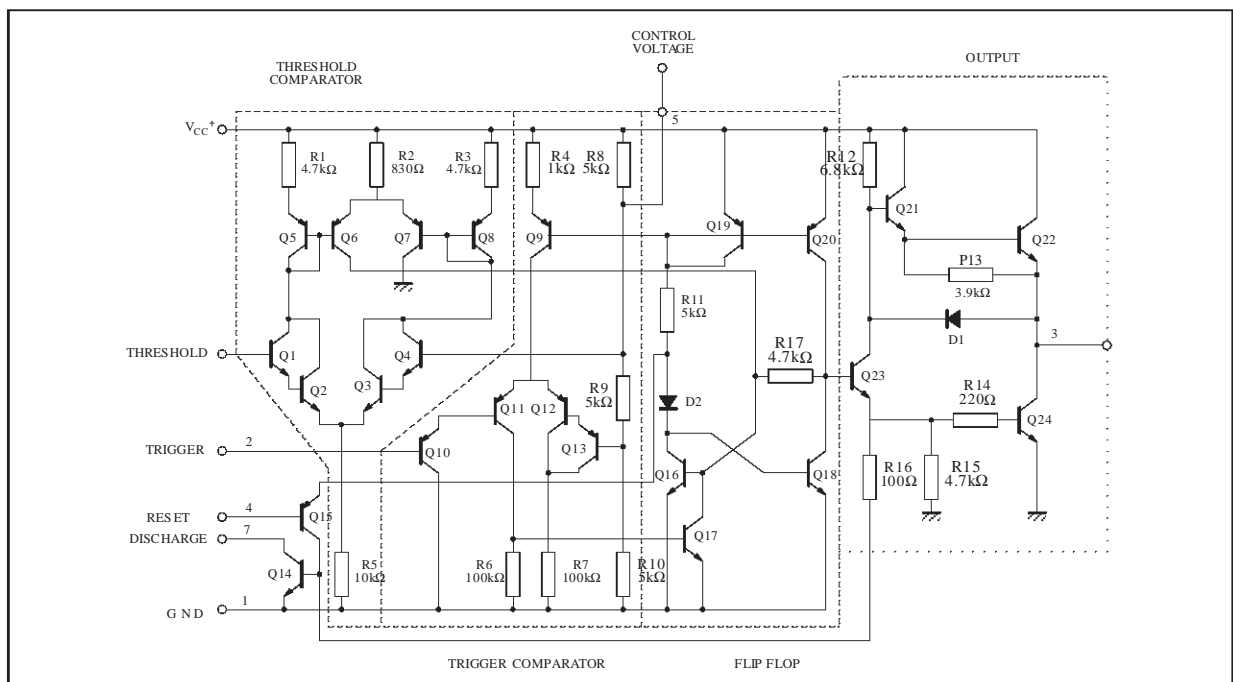 CONTROL
VOLTAGE
THRESHOLD
COMPARATOR
OUTPUT
VCC+
5
R1
4.7kΩ
R2
830Ω
R3
4.7kΩ
R4
1kΩ
R8
5kΩ
R12
6.8kΩ
Q5
Q6
Q7
Q8
Q9
Q19
Q20
Q21
Q22
P13
3.9kΩ
R11
5kΩ
D1
3
THRESHOLD
Q1
Q2
Q3
Q4
R17
4.7kΩ
Q23
R9
5kΩ
Q11
Q12
D2
R14
220Ω
TRIGGER
2
Q10
Q13
Q24
Q16
Q18
R16
100Ω
R15
4.7kΩ
RESET
4
Q15
DISCHARGE
7
Q17
Q14
R5
10kΩ
R6
100kΩ
R7
100kΩ
R10
5kΩ
GND
1
TRIGGER COMPARATOR
FLIP FLOP